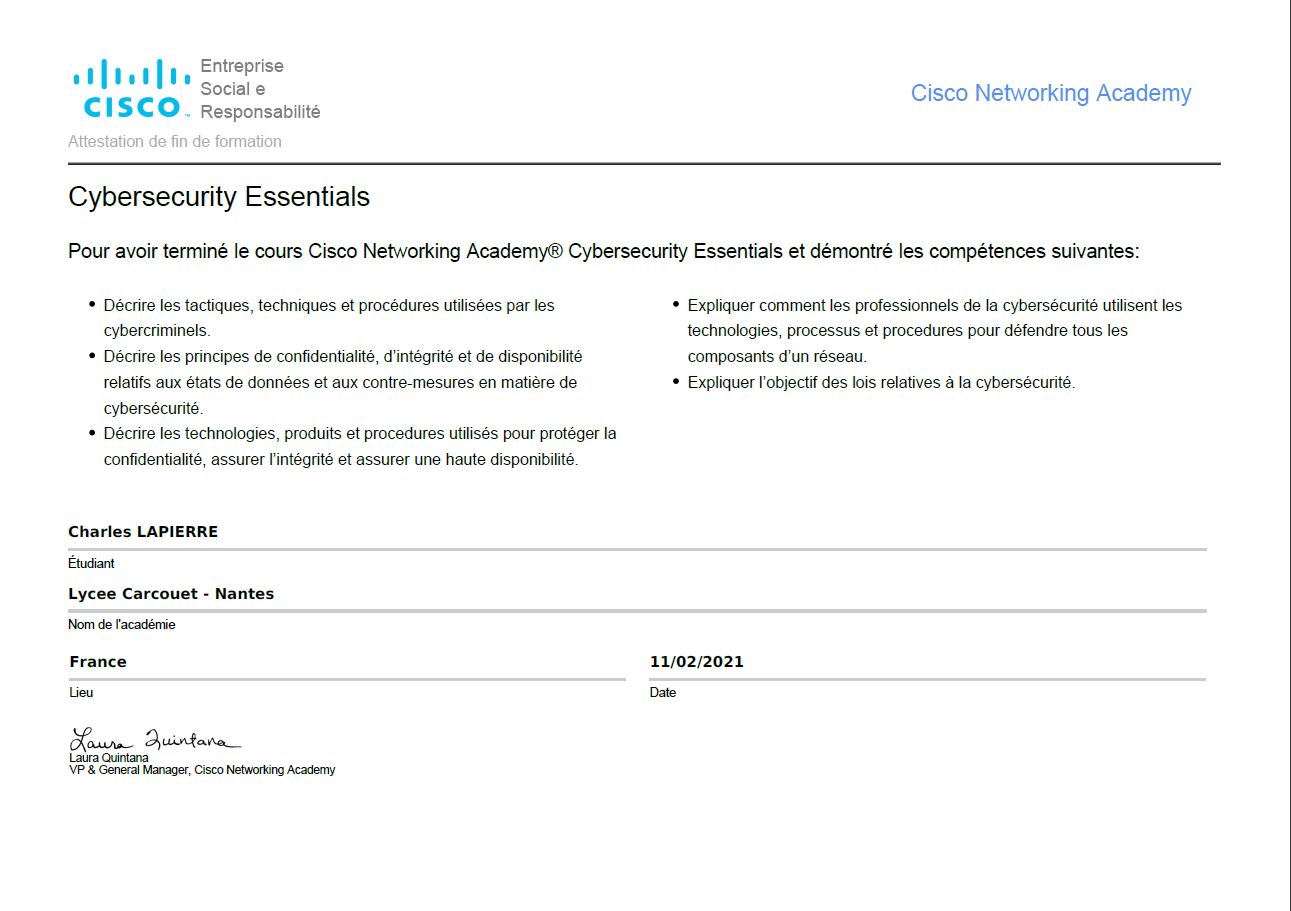 CISCO
Entreprise
Social e
Responsabilité
Cisco Networking Academy
Attestation de fin de formation
Cybersecurity Essentials
Pour avoir terminé le cours Cisco Networking Academy® Cybersecurity Essentials et démontré les compétences suivantes:
• Décrire les tactiques, techniques et procédures utilisées par les
cybercriminels.
• Décrire les principes de confidentialité, d’intégrité et de disponibilité
relatifs aux états de données et aux contre-mesures en matière de
cybersécurité.
• Décrire les technologies, produits et procedures utilisés pour protéger la
confidentialité, assurer l’intégrité et assurer une haute disponibilité.
• Expliquer comment les professionnels de la cybersécurité utilisent les
technologies, processus et procedures pour défendre tous les
composants d’un réseau.
• Expliquer l’objectif des lois relatives à la cybersécurité.
Charles LAPIERRE
Étudiant
Lycee Carcouet - Nantes
Nom de l'académie
France
Lieu
11/02/2021
Date
Laura Quintana
Laura Quintana
VP & General Manager, Cisco Networking Academy